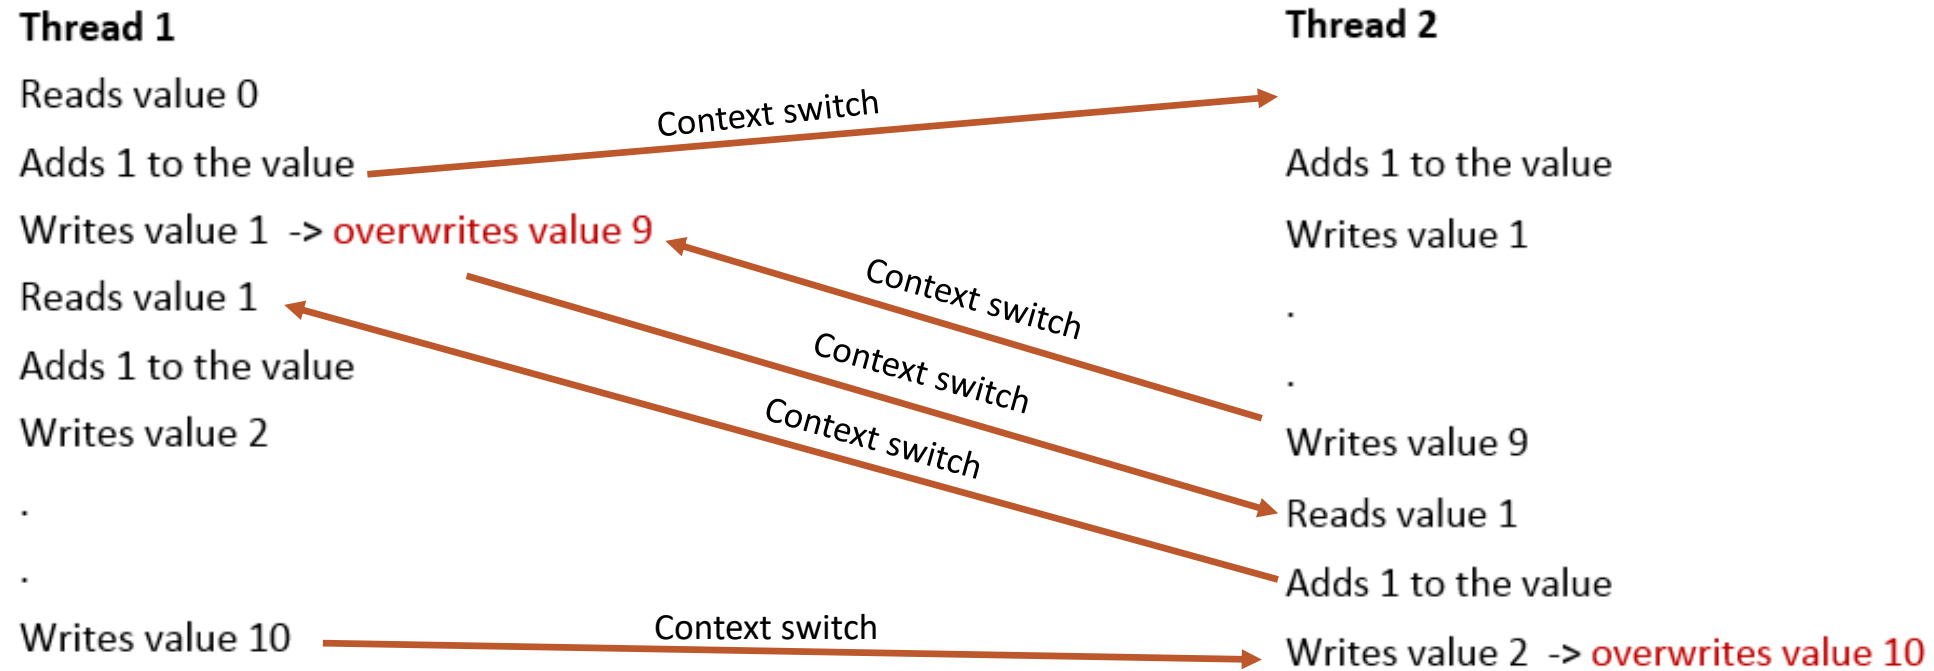 Thread 1
Reads value 0
Adds 1 to the value
Writes value 1 -> overwrites value 9
Reads value 1
Adds 1 to the value
Writes value 2
.
.
Writes value 10
Context switch
Context switch
Context switch
Context switch
Context switch
Thread 2
Adds 1 to the value
Writes value 1
.
.
Writes value 9
Reads value 1
Adds 1 to the value
Writes value 2 -> overwrites value 10